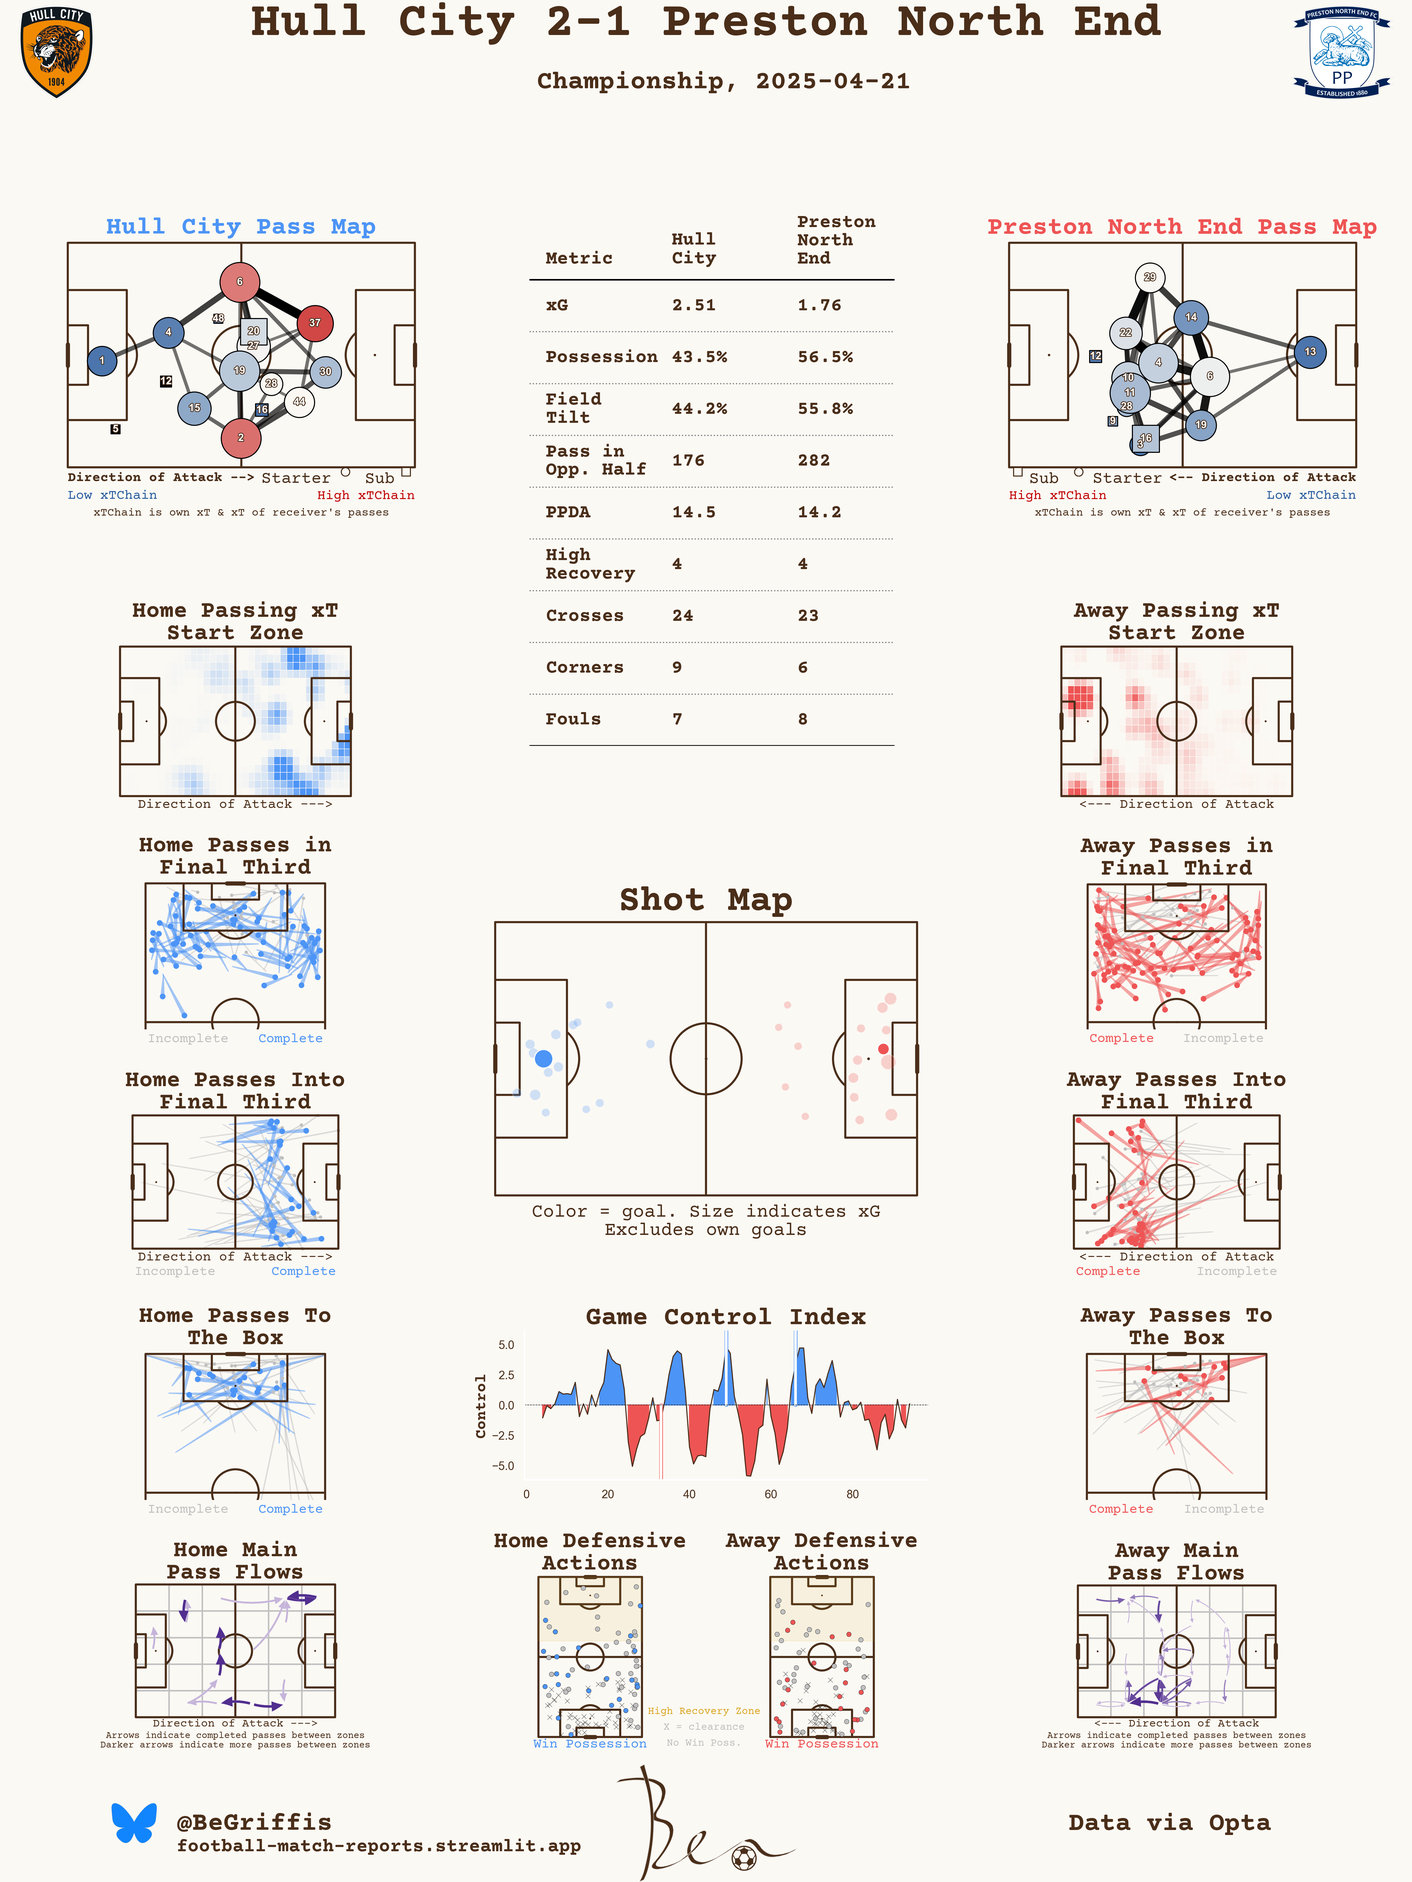 Hull City 2-1 Preston North End
Championship, 2025-04-21
HULL CITY
1904
PRESTON NORTH END FC
PP
ESTABLISHED 1880
Hull City Pass Map
6
37
48
20
27
4
1
19
28
30
12
15
16
44
5
2
Direction of Attack --> Starter Sub
Low xTChain High xTChain
xTChain is own xT & xT of receiver's passes
Metric Hull City Preston North End
xG 2.51 1.76
Possession 43.5% 56.5%
Field Tilt 44.2% 55.8%
Pass in Opp. Half 176 282
PPDA 14.5 14.2
High Recovery 4 4
Crosses 24 23
Corners 9 6
Fouls 7 8
Preston North End Pass Map
29
14
22
12
4
13
10
6
11
28
9
19
16
3
Sub Starter <-- Direction of Attack
High xTChain Low xTChain
xTChain is own xT & xT of receiver's passes
Home Passing xT
Start Zone
Direction of Attack --->
Away Passing xT
Start Zone
<--- Direction of Attack
Home Passes in
Final Third
Incomplete Complete
Away Passes in
Final Third
Complete Incomplete
Shot Map
Color = goal. Size indicates xG
Excludes own goals
Home Passes Into
Final Third
Direction of Attack --->
Incomplete Complete
Away Passes Into
Final Third
<--- Direction of Attack
Complete Incomplete
Home Passes To
The Box
Incomplete Complete
Game Control Index
Control
5.0
2.5
0.0
−2.5
−5.0
0 20 40 60 80
Away Passes To
The Box
Complete Incomplete
Home Main
Pass Flows
Direction of Attack --->
Arrows indicate completed passes between zones
Darker arrows indicate more passes between zones
Home Defensive
Actions
Win Possession
High Recovery Zone
X = clearance
No Win Poss.
Away Defensive
Actions
Win Possession
Away Main
Pass Flows
<--- Direction of Attack
Arrows indicate completed passes between zones
Darker arrows indicate more passes between zones
@BeGriffis
football-match-reports.streamlit.app
Ben
Data via Opta